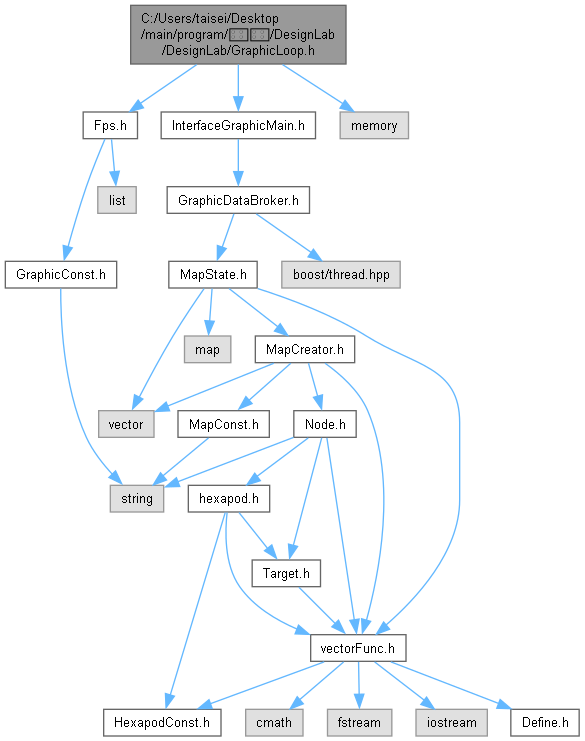 C:/Users/taisei/Desktop
/main/program/ /DesignLab
/DesignLab/GraphicLoop.h
Fps.h
InterfaceGraphicMain.h
memory
list
GraphicDataBroker.h
GraphicConst.h
MapState.h
boost/thread.hpp
map
MapCreator.h
vector
MapConst.h
Node.h
string
hexapod.h
Target.h
vectorFunc.h
HexapodConst.h
cmath
fstream
iostream
Define.h